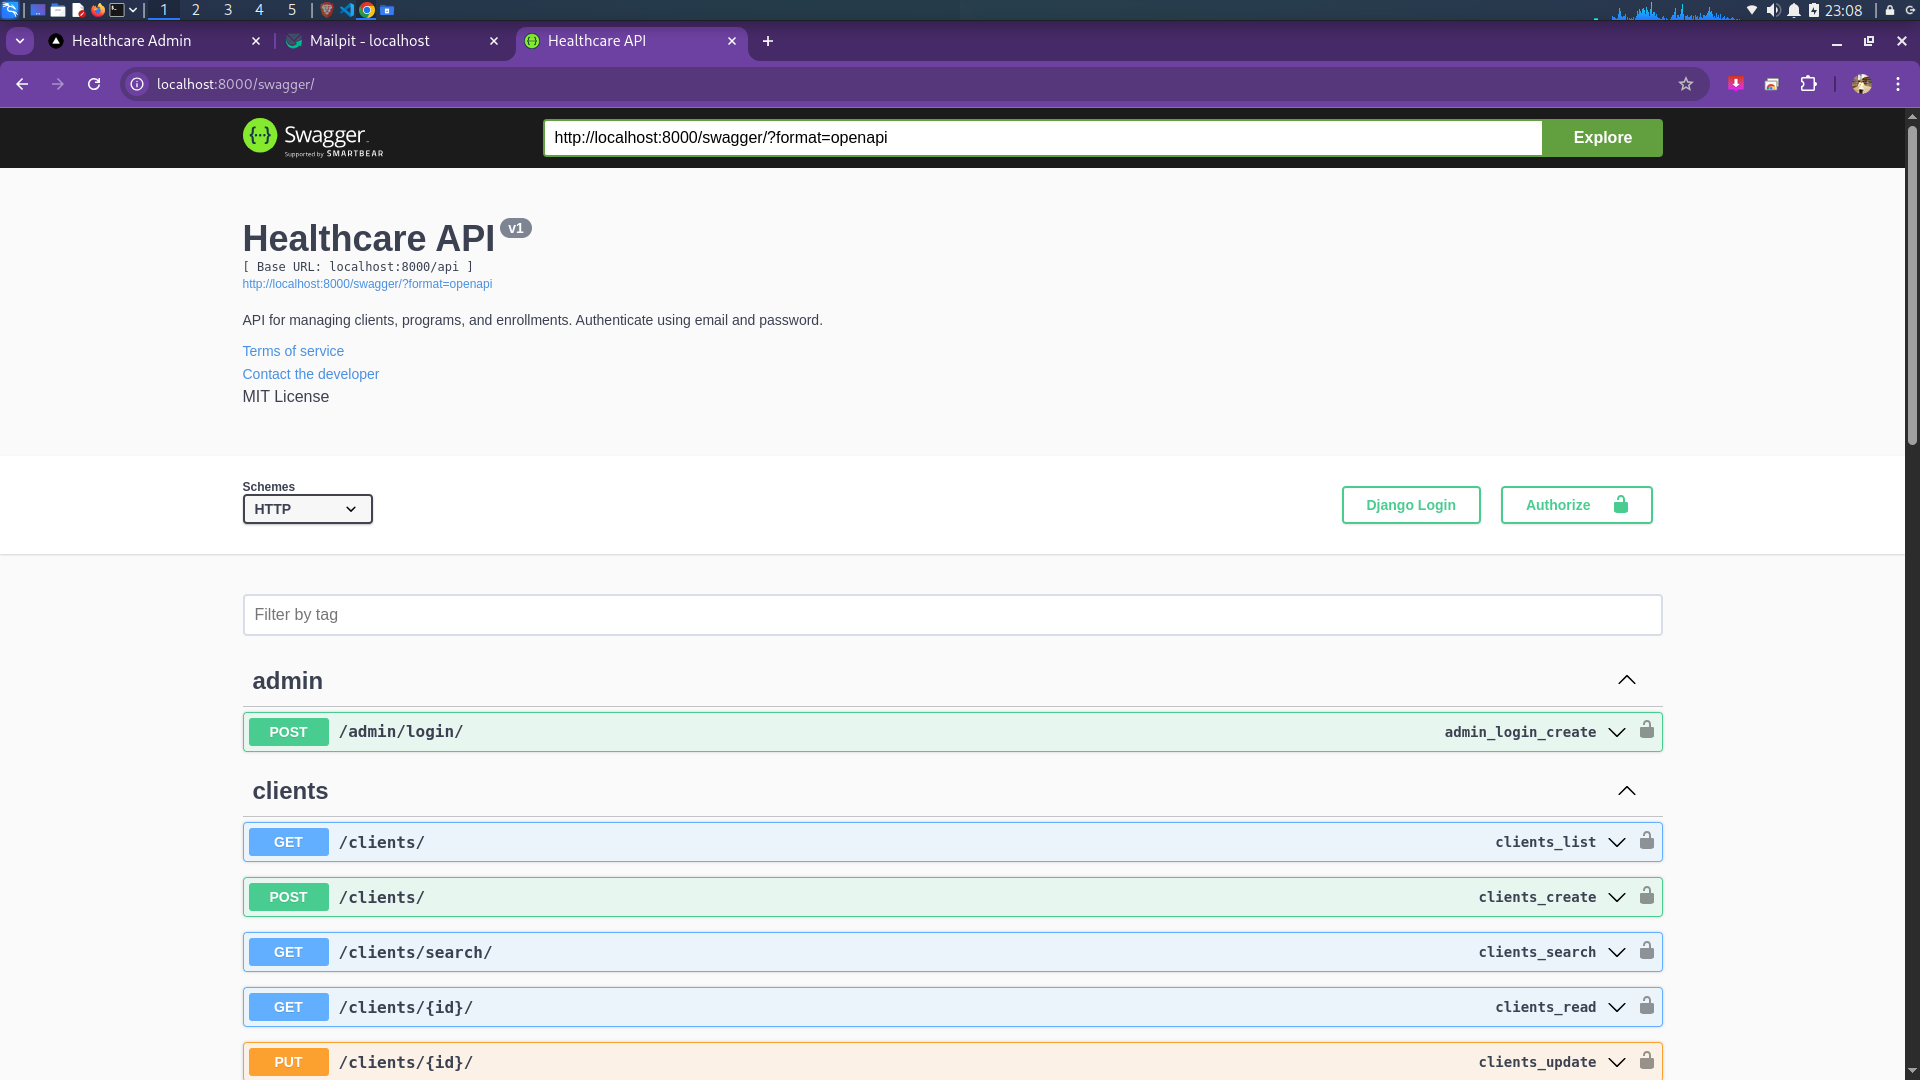 1 2 3 4 5 23:08
Healthcare Admin
Mailpit - localhost
Healthcare API
localhost:8000/swagger/
Swagger
Supported by SMARTBEAR
http://localhost:8000/swagger/?format=openapi
Explore
Healthcare API v1
[ Base URL: localhost:8000/api ]
http://localhost:8000/swagger/?format=openapi
API for managing clients, programs, and enrollments. Authenticate using email and password.
Terms of service
Contact the developer
MIT License
Schemes
HTTP
Django Login
Authorize
Filter by tag
admin
POST /admin/login/ admin_login_create
clients
GET /clients/ clients_list
POST /clients/ clients_create
GET /clients/search/ clients_search
GET /clients/{id}/ clients_read
PUT /clients/{id}/ clients_update